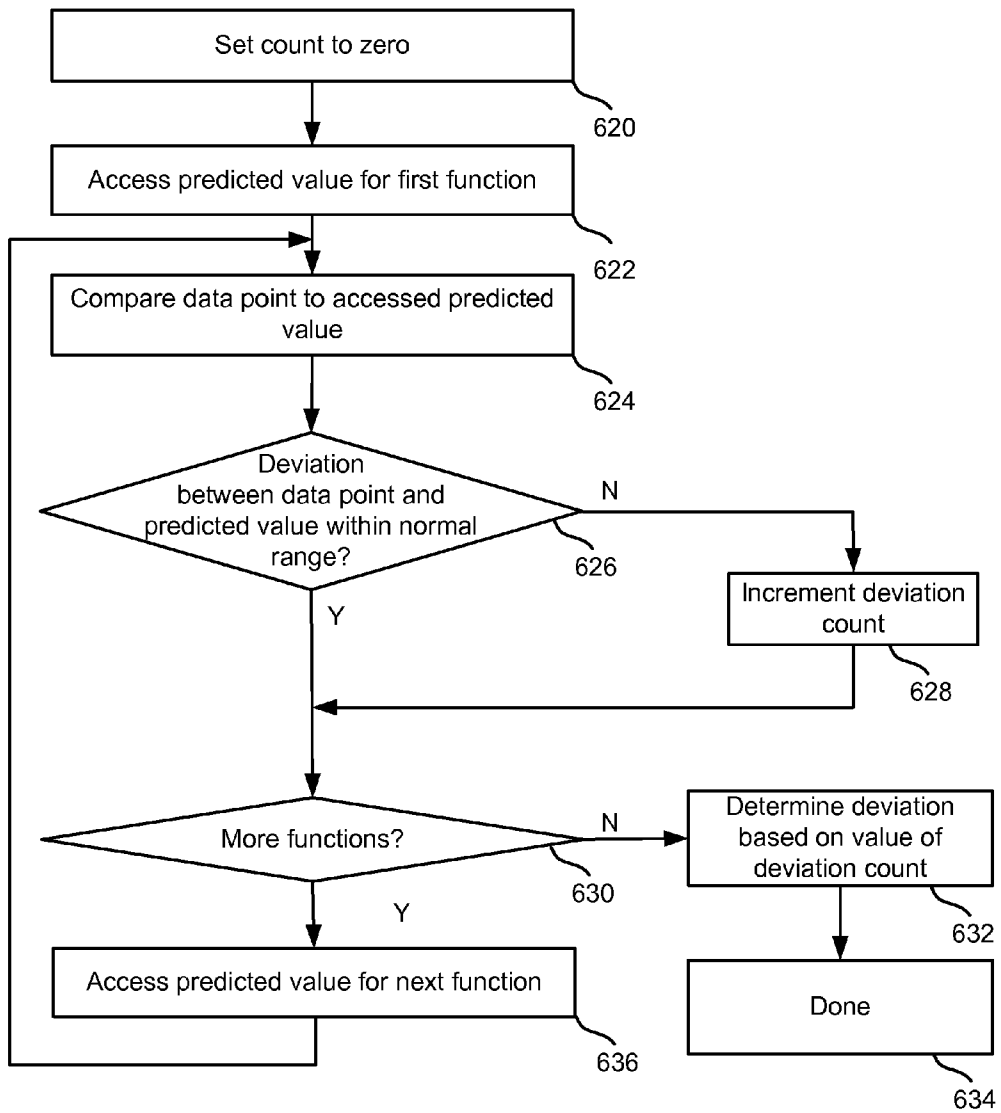 Set count to zero
620
Access predicted value for first function
622
Compare data point to accessed predicted
value
624
Deviation
between data point and
predicted value within normal
range?
N
626
Y
Increment deviation
count
628
More functions?
N
630
Y
Determine deviation
based on value of
deviation count
632
Access predicted value for next function
636
Done
634